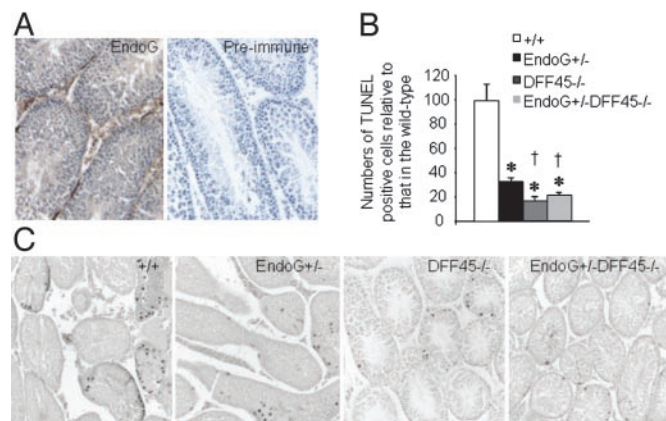 A
EndoG
Pre-immune
B
+/+
EndoG+/-
DFF45-/-
EndoG+/-DFF45-/-
Numbers of TUNEL
positive cells relative to
that in the wild-type
120
100
80
60
40
20
0
*
†
*
†
*
C
+/+
EndoG+/-
DFF45-/-
EndoG+/-DFF45-/-